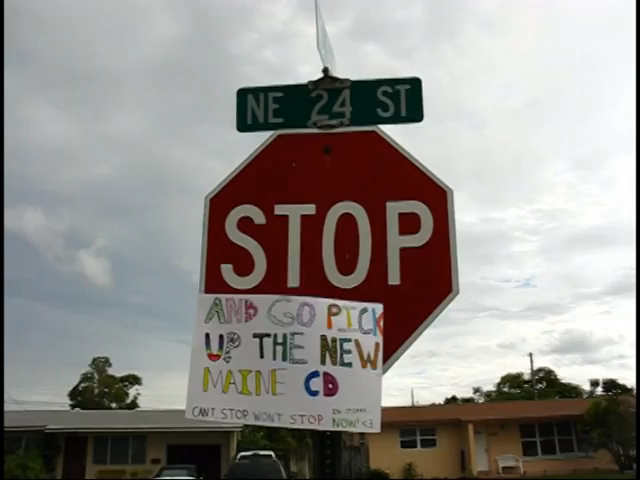 NE 24 ST
STOP
AND GO PICK
UP THE NEW
MAINE CD
CANT STOP WONT STOP IN STORES
NOW! <3